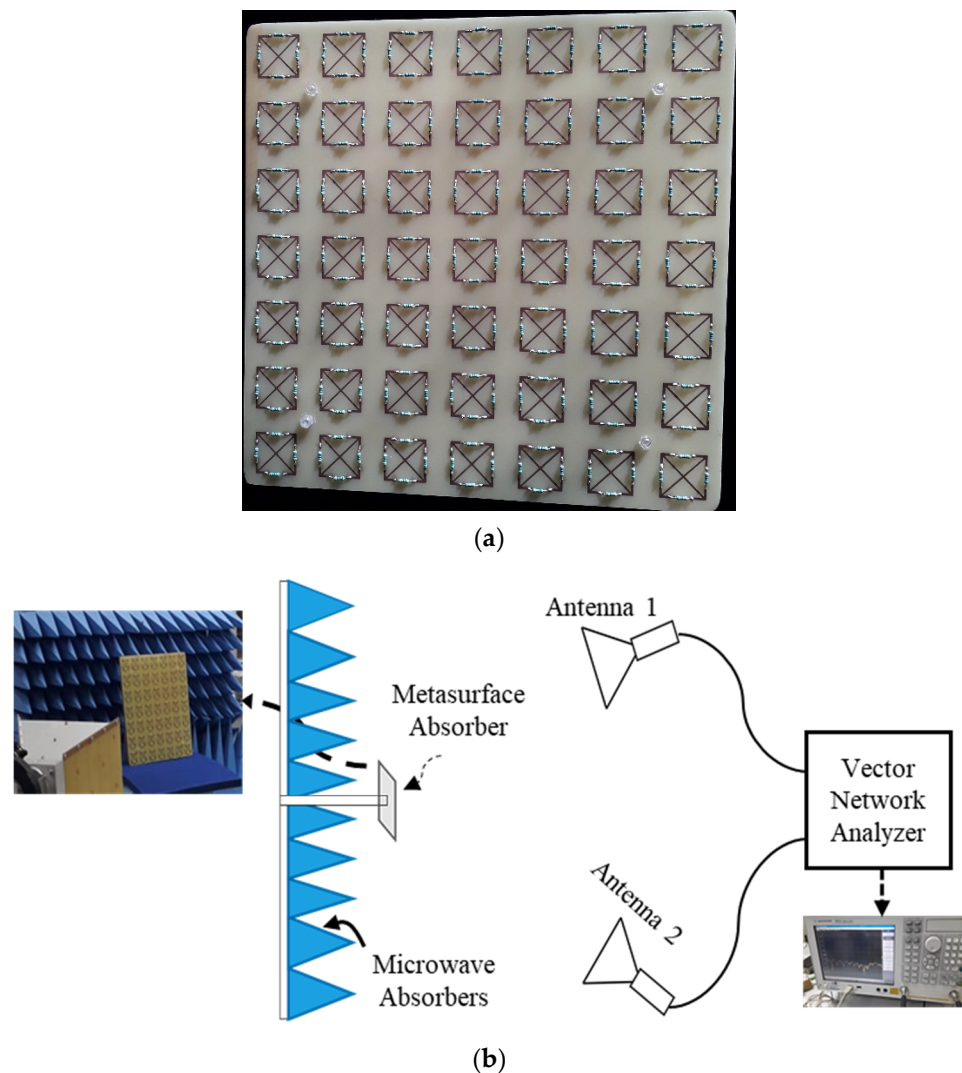 (a)
Antenna 1
Metasurface
Absorber
Vector
Network
Analyzer
Antenna 2
Microwave
Absorbers
(b)